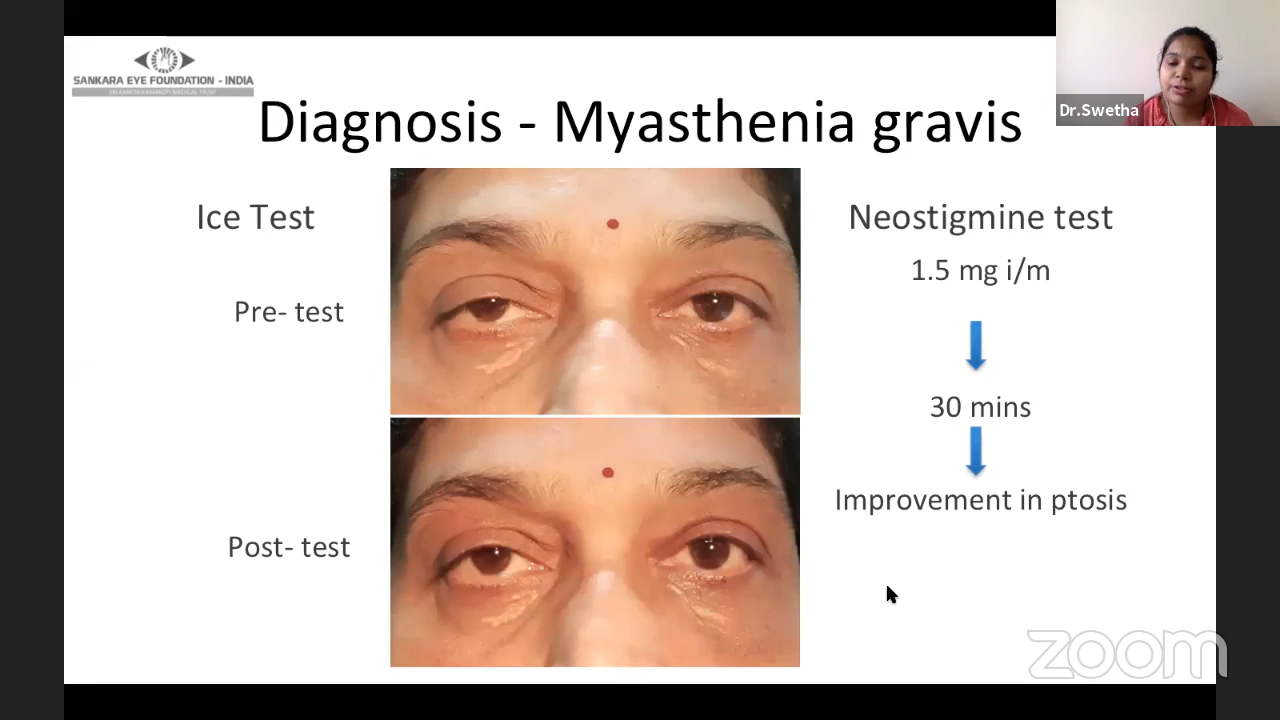 SANKARA EYE FOUNDATION - INDIA
Diagnosis - Myasthenia gravis
Dr.Swetha
Ice Test
Pre- test
Post- test
Neostigmine test
1.5 mg i/m
30 mins
Improvement in ptosis
zoom